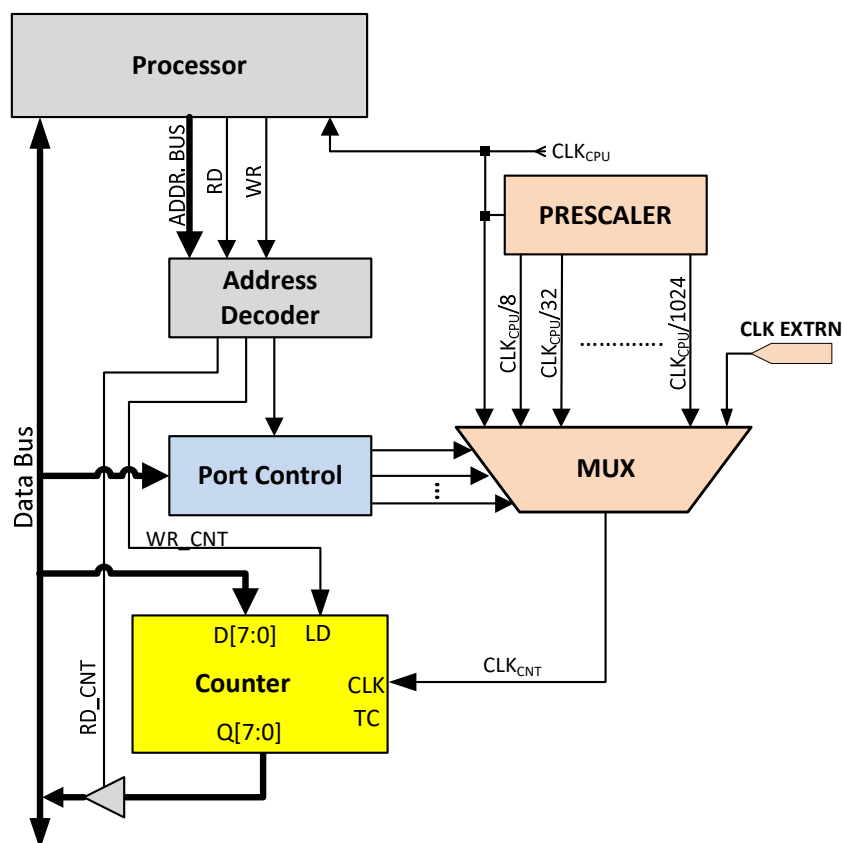 Processor
ADDR. BUS
RD
WR
CLKCPU
PRESCALER
Address
Decoder
CLKCPU/8
CLKCPU/32
.............
CLKCPU/1024
CLK EXTRN
Port Control
...
MUX
Data Bus
WR_CNT
D[7:0] LD
RD_CNT
Counter
CLK
CLKCNT
TC
Q[7:0]